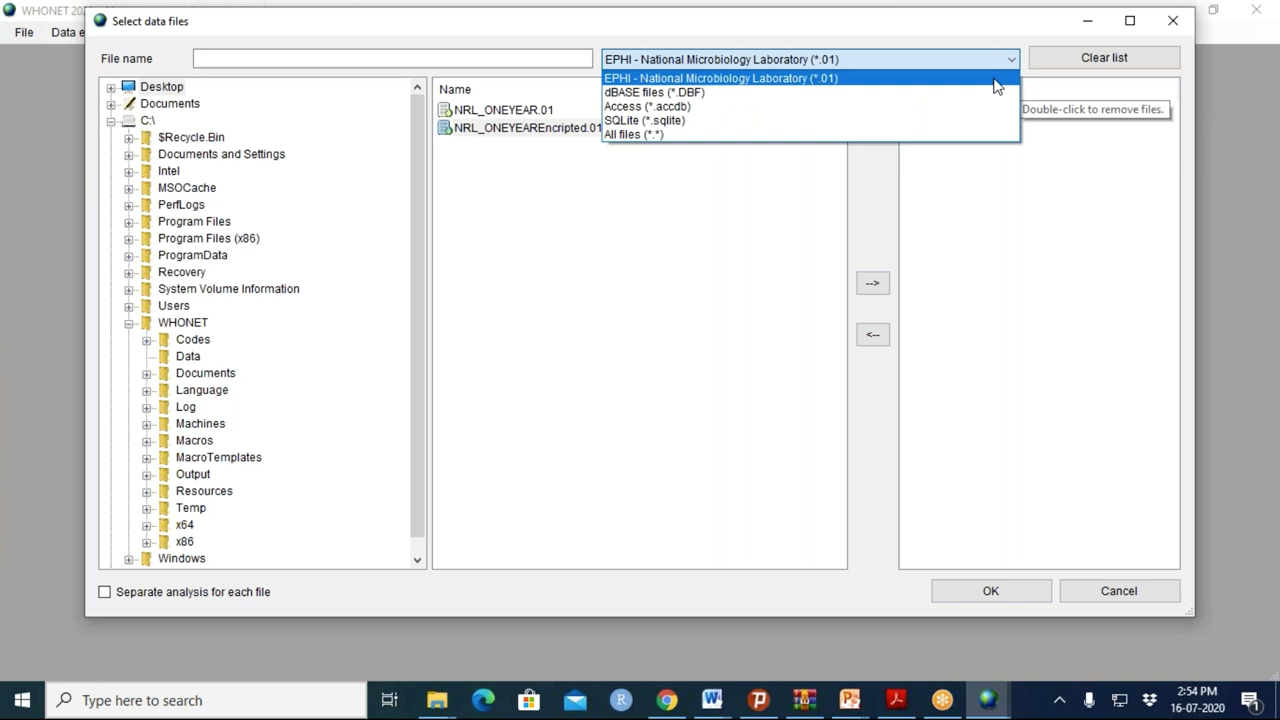 WHONET 20
Select data files
File
Data e
File name
EPHI - National Microbiology Laboratory (*.01)
Clear list
EPHI - National Microbiology Laboratory (*.01)
dBASE files (*.DBF)
Access (*.accdb)
SQLite (*.sqlite)
All files (*.*)
Double-click to remove files.
Name
NRL_ONEYEAR.01
NRL_ONEYEAREncripted.01
Desktop
Documents
C:\
$Recycle.Bin
Documents and Settings
Intel
MSOCache
PerfLogs
Program Files
Program Files (x86)
ProgramData
Recovery
System Volume Information
Users
WHONET
Codes
Data
Documents
Language
Log
Machines
Macros
MacroTemplates
Output
Resources
Temp
x64
x86
Windows
-->
<--
Separate analysis for each file
OK
Cancel
Type here to search
2:54 PM
16-07-2020